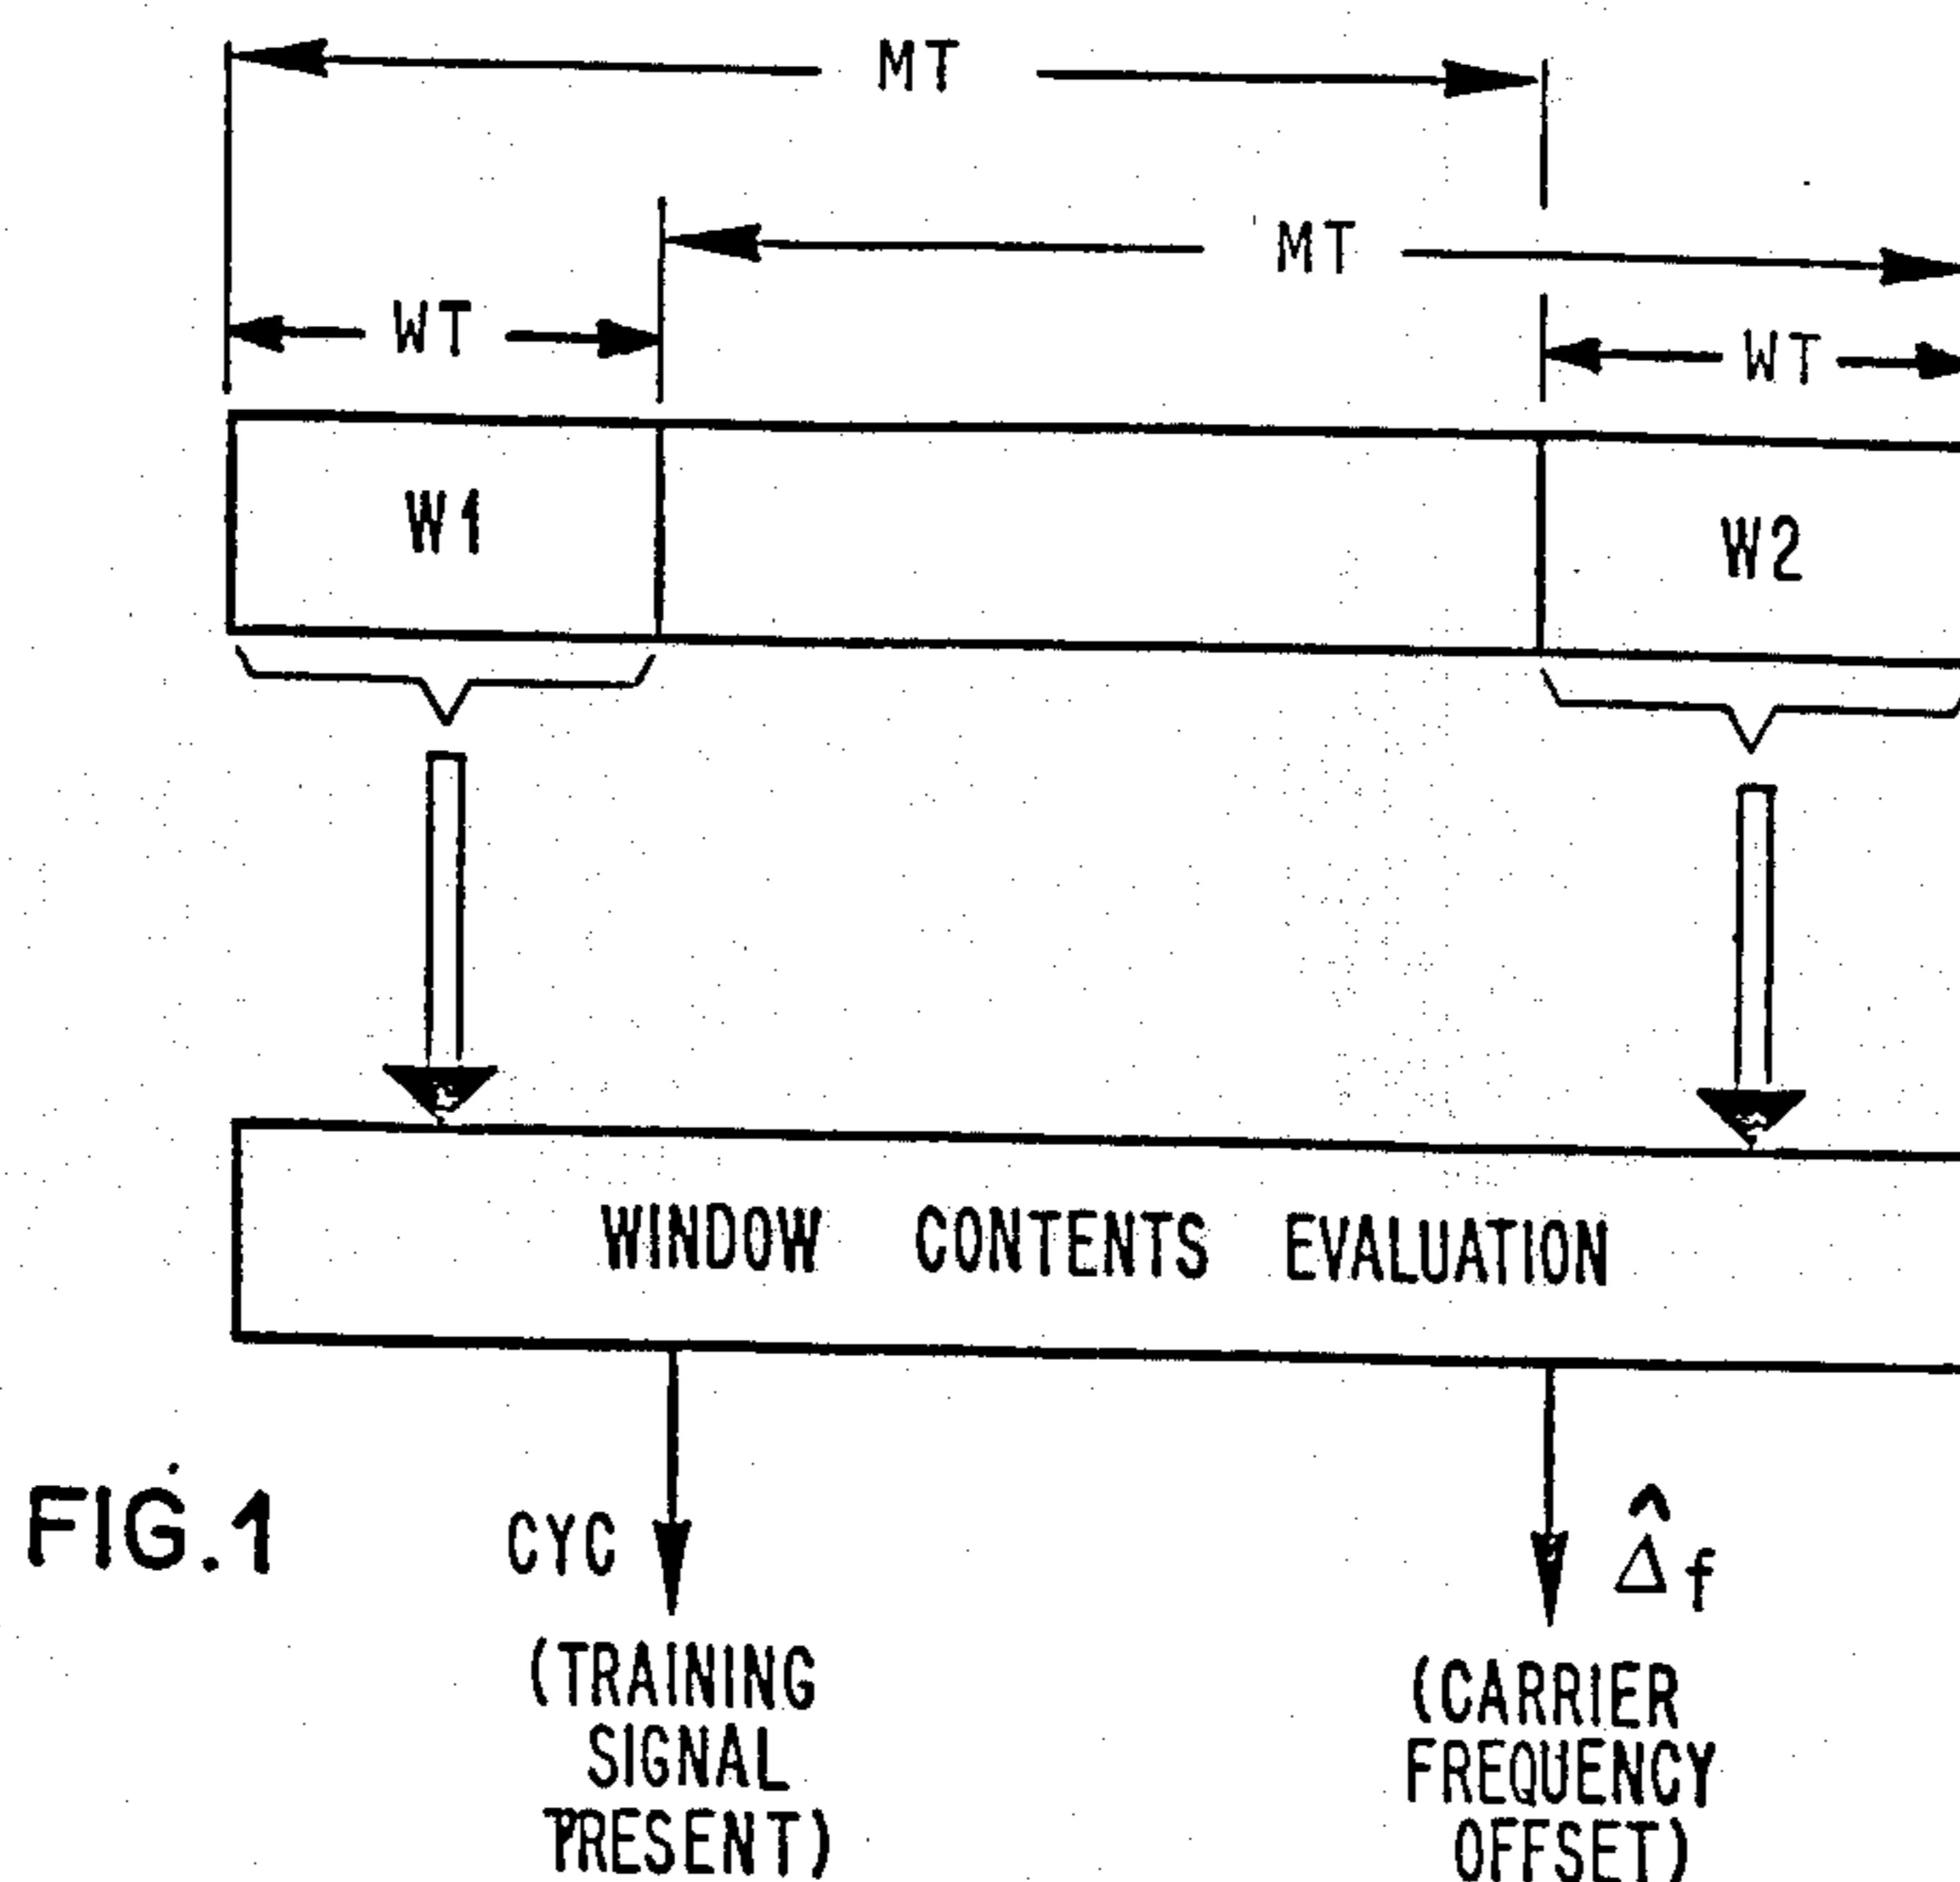 MT
MT
WT
WT
W1
W2
WINDOW CONTENTS EVALUATION
FIG.1
CYC
Δ̂f
(TRAINING
SIGNAL
PRESENT)
(CARRIER
FREQUENCY
OFFSET)